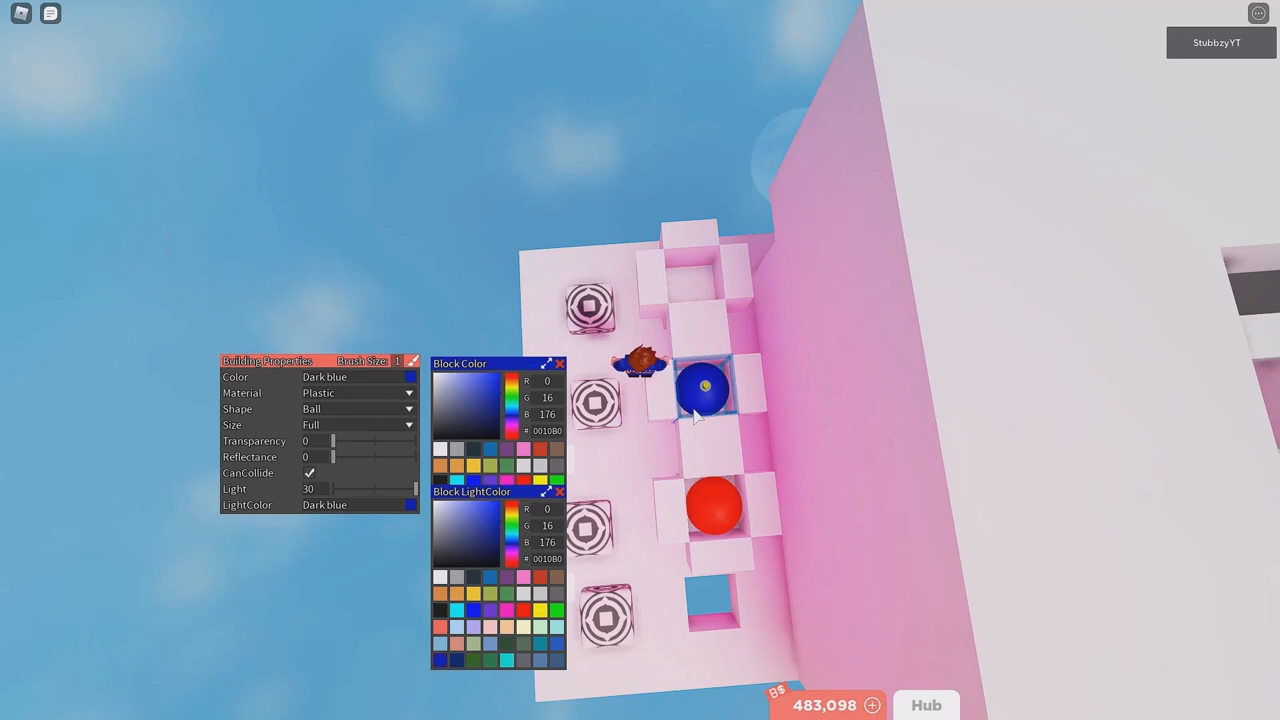 StubbzyYT
Building Properties Brush Size: 1
Color Dark blue
Material Plastic
Shape Ball
Size Full
Transparency 0
Reflectance 0
CanCollide
Light 30
LightColor Dark blue
Block Color
R 0
G 16
B 176
# 0010B0
Block LightColor
R 0
G 16
B 176
# 0010B0
B$ 483,098
Hub